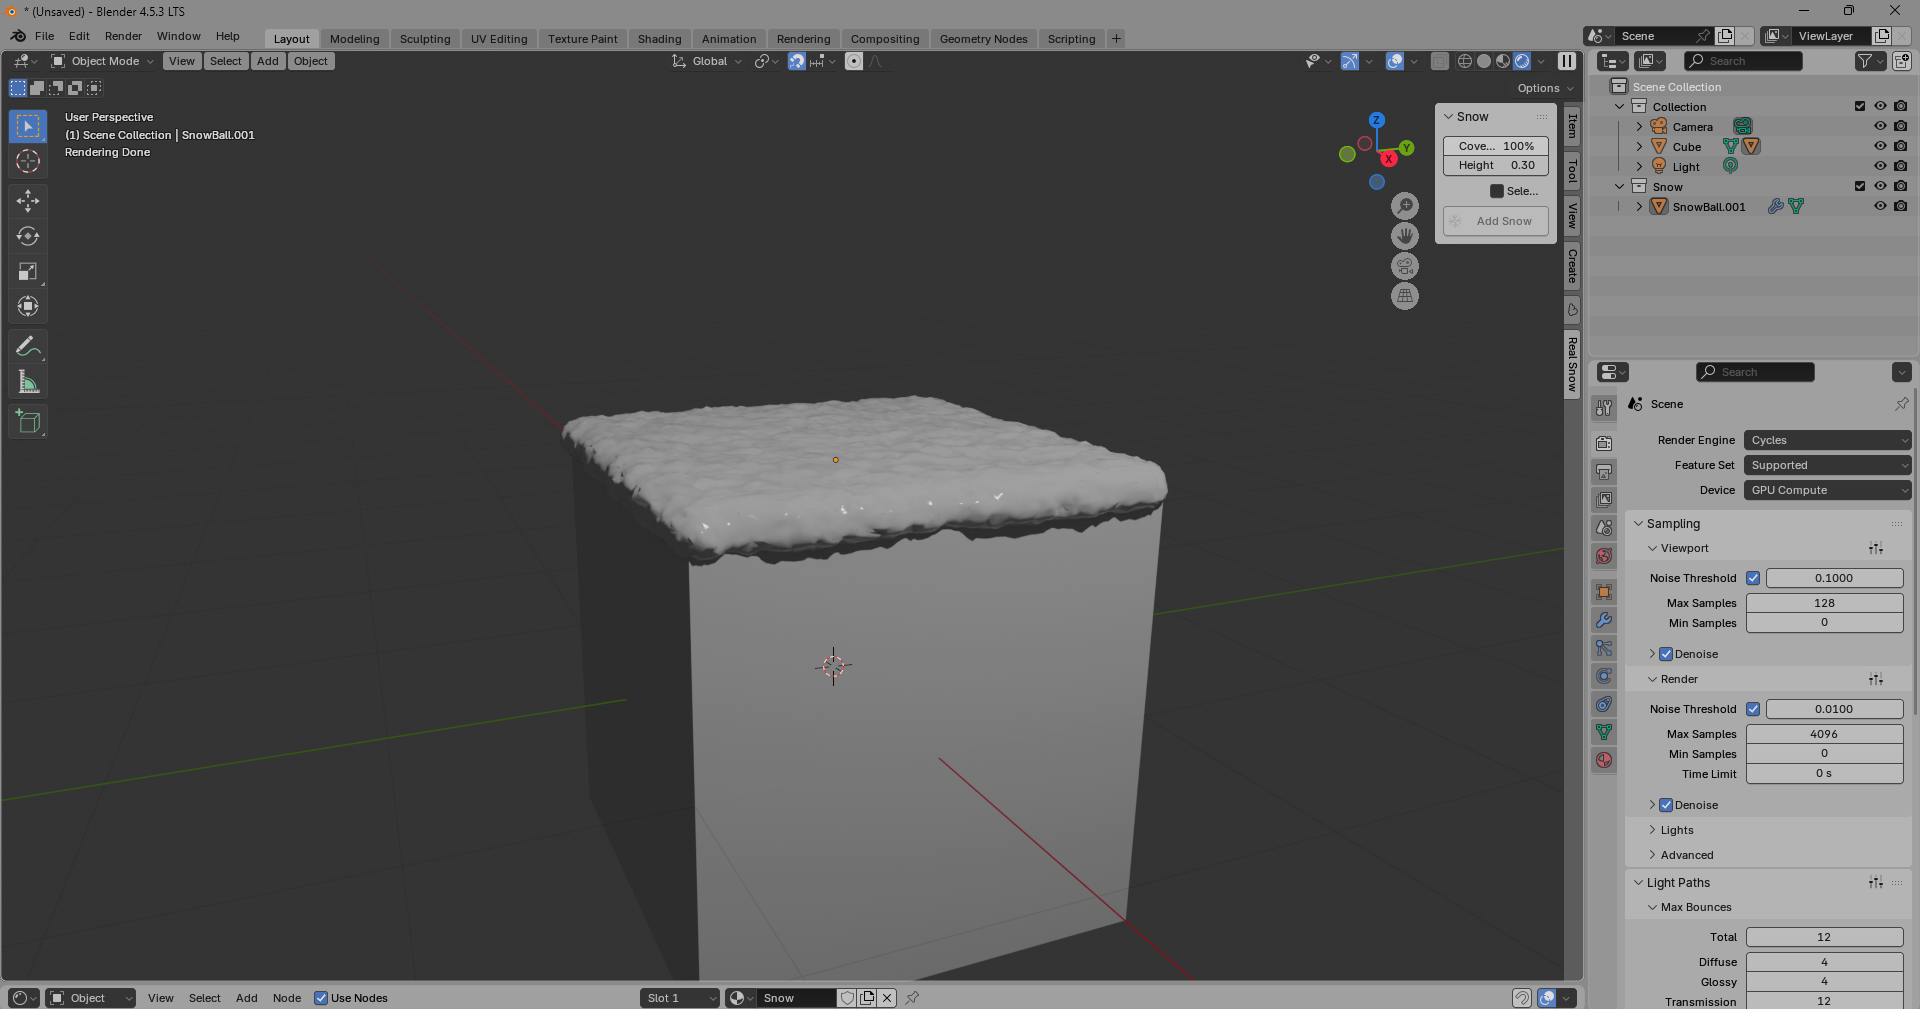 * (Unsaved) - Blender 4.5.3 LTS
File Edit Render Window Help
Layout Modeling Sculpting UV Editing Texture Paint Shading Animation Rendering Compositing Geometry Nodes Scripting +
Scene
ViewLayer
Object Mode View Select Add Object
Global
Options
Search
User Perspective
(1) Scene Collection | SnowBall.001
Rendering Done
Z
Y
X
Snow
Cove... 100%
Height 0.30
Sele...
Add Snow
Item
Tool
View
Create
Real Snow
Scene Collection
Collection
Camera
Cube
Light
Snow
SnowBall.001
Search
Scene
Render Engine Cycles
Feature Set Supported
Device GPU Compute
Sampling
Viewport
Noise Threshold 0.1000
Max Samples 128
Min Samples 0
Denoise
Render
Noise Threshold 0.0100
Max Samples 4096
Min Samples 0
Time Limit 0 s
Denoise
Lights
Advanced
Light Paths
Max Bounces
Total 12
Diffuse 4
Glossy 4
Transmission 12
Object View Select Add Node Use Nodes
Slot 1
Snow